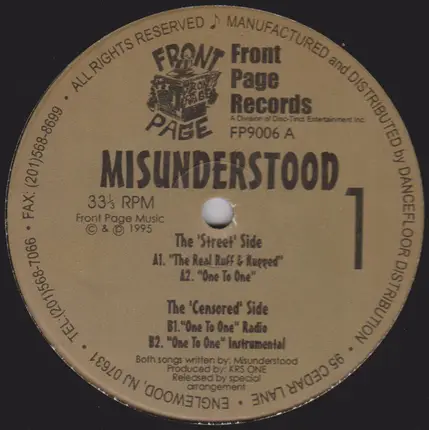 ALL RIGHTS RESERVED ♪ MANUFACTURED and DISTRIBUTED by DANCEFLOOR DISTRIBUTION • 95 CEDAR LANE • ENGLEWOOD, NJ 07631 • TEL:(201)568-7066 • FAX: (201)568-8699 •
FRONT
PAGE
Front
Page
Records
A Division of Disc-Tinct Entertainment Inc.
FP9006 A
MISUNDERSTOOD
33⅓ RPM
1
Front Page Music
© & ℗ 1995
The 'Street' Side
A1. "The Real Ruff & Rugged"
A2. "One To One"
The 'Censored' Side
B1."One To One" Radio
B2. "One To One" Instrumental
Both songs written by: Misunderstood
Produced by: KRS ONE
Released by special
arrangement